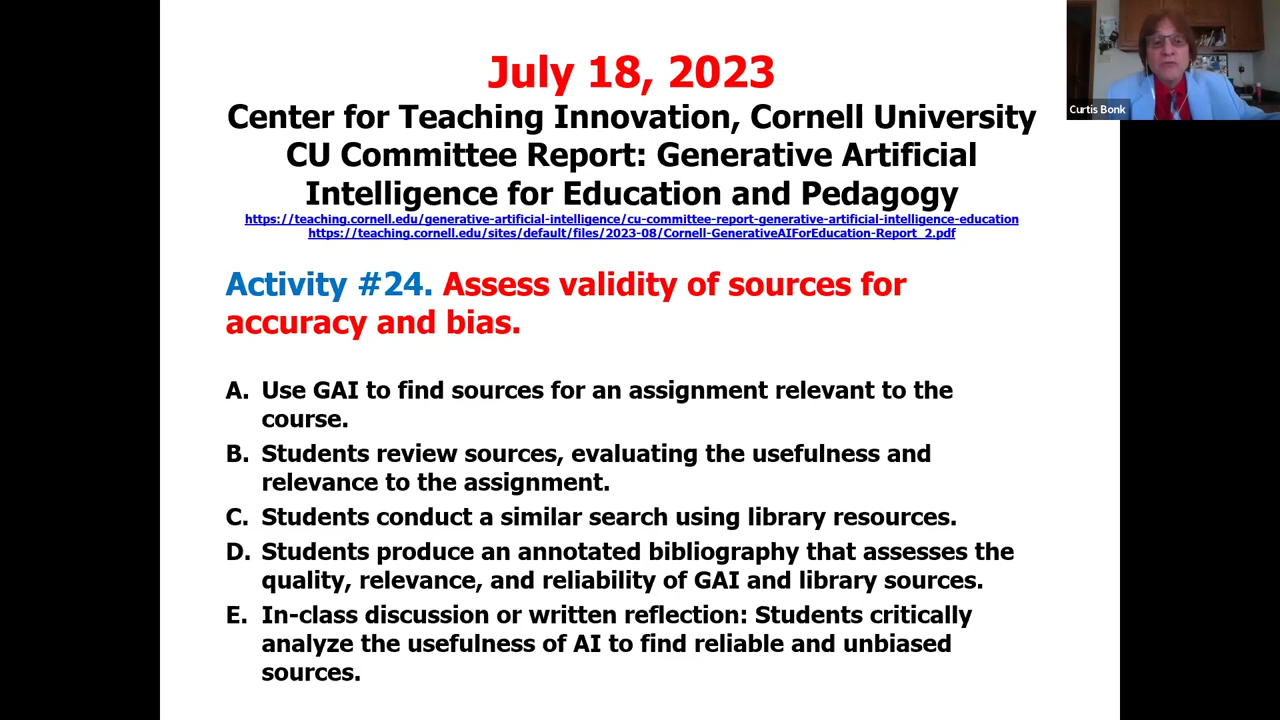 July 18, 2023
Center for Teaching Innovation, Cornell University
CU Committee Report: Generative Artificial
Intelligence for Education and Pedagogy
https://teaching.cornell.edu/generative-artificial-intelligence/cu-committee-report-generative-artificial-intelligence-education
https://teaching.cornell.edu/sites/default/files/2023-08/Cornell-GenerativeAIForEducation-Report_2.pdf
Activity #24. Assess validity of sources for
accuracy and bias.
A. Use GAI to find sources for an assignment relevant to the
course.
B. Students review sources, evaluating the usefulness and
relevance to the assignment.
C. Students conduct a similar search using library resources.
D. Students produce an annotated bibliography that assesses the
quality, relevance, and reliability of GAI and library sources.
E. In-class discussion or written reflection: Students critically
analyze the usefulness of AI to find reliable and unbiased
sources.
Curtis Bonk